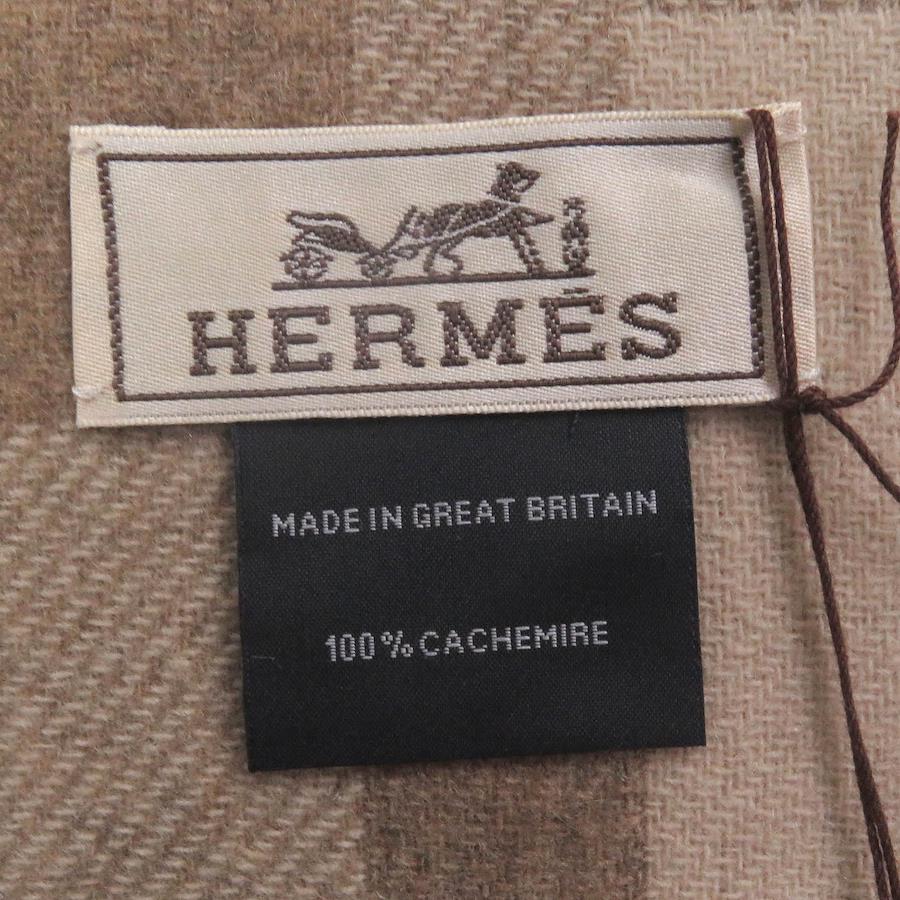 HERMÈS
MADE IN GREAT BRITAIN
100% CACHEMIRE